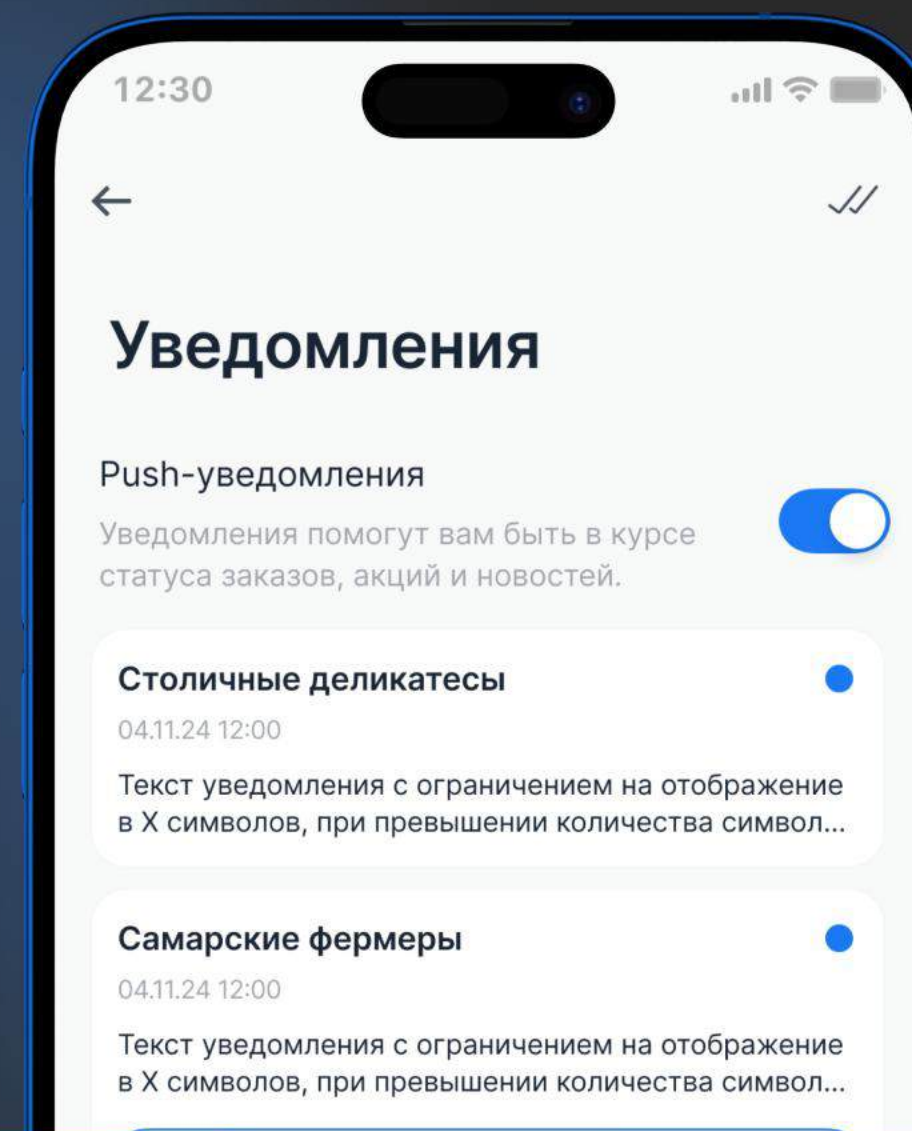 12:30
Уведомления
Push-уведомления
Уведомления помогут вам быть в курсе
статуса заказов, акций и новостей.
Столичные деликатесы
04.11.24 12:00
Текст уведомления с ограничением на отображение
в X символов, при превышении количества символ...
Самарские фермеры
04.11.24 12:00
Текст уведомления с ограничением на отображение
в X символов, при превышении количества символ...